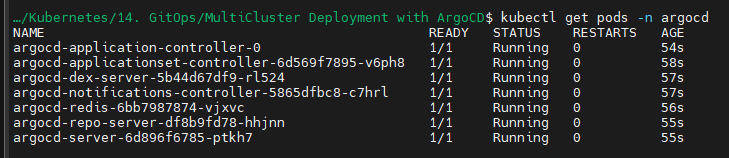 …/Kubernetes/14. GitOps/MultiCluster Deployment with ArgoCD$ kubectl get pods -n argocd
NAME READY STATUS RESTARTS AGE
argocd-application-controller-0 1/1 Running 0 54s
argocd-applicationset-controller-6d569f7895-v6ph8 1/1 Running 0 58s
argocd-dex-server-5b44d67df9-rl524 1/1 Running 0 57s
argocd-notifications-controller-5865dfbc8-c7hrl 1/1 Running 0 57s
argocd-redis-6bb7987874-vjxvc 1/1 Running 0 56s
argocd-repo-server-df8b9fd78-hhjnn 1/1 Running 0 55s
argocd-server-6d896f6785-ptkh7 1/1 Running 0 55s